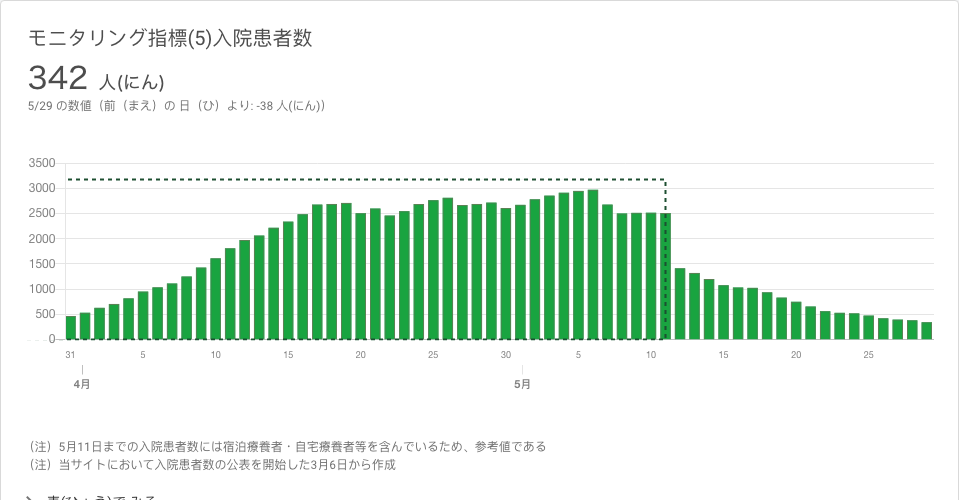 モニタリング指標(5)入院患者数
342 人(にん)
5/29 の数値（前（まえ）の 日（ひ）より: -38 人(にん)）
3500
3000
2500
2000
1500
1000
500
0
31 5 10 15 20 25 30 5 10 15 20 25
4月 5月
（注）5月11日までの入院患者数には宿泊療養者・自宅療養者等を含んでいるため、参考値である
（注）当サイトにおいて入院患者数の公表を開始した3月6日から作成